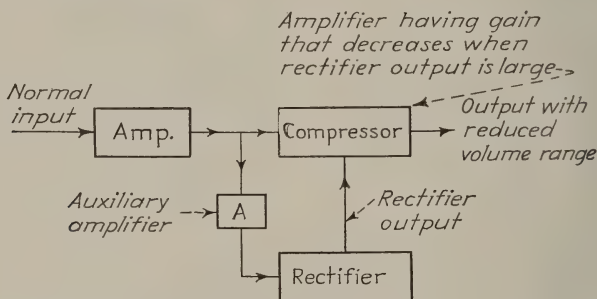 Amplifier having gain
that decreases when
rectifier output is large
Normal
input
Amp.
Compressor
Output with
reduced
volume range
Auxiliary
amplifier
A
Rectifier
output
Rectifier